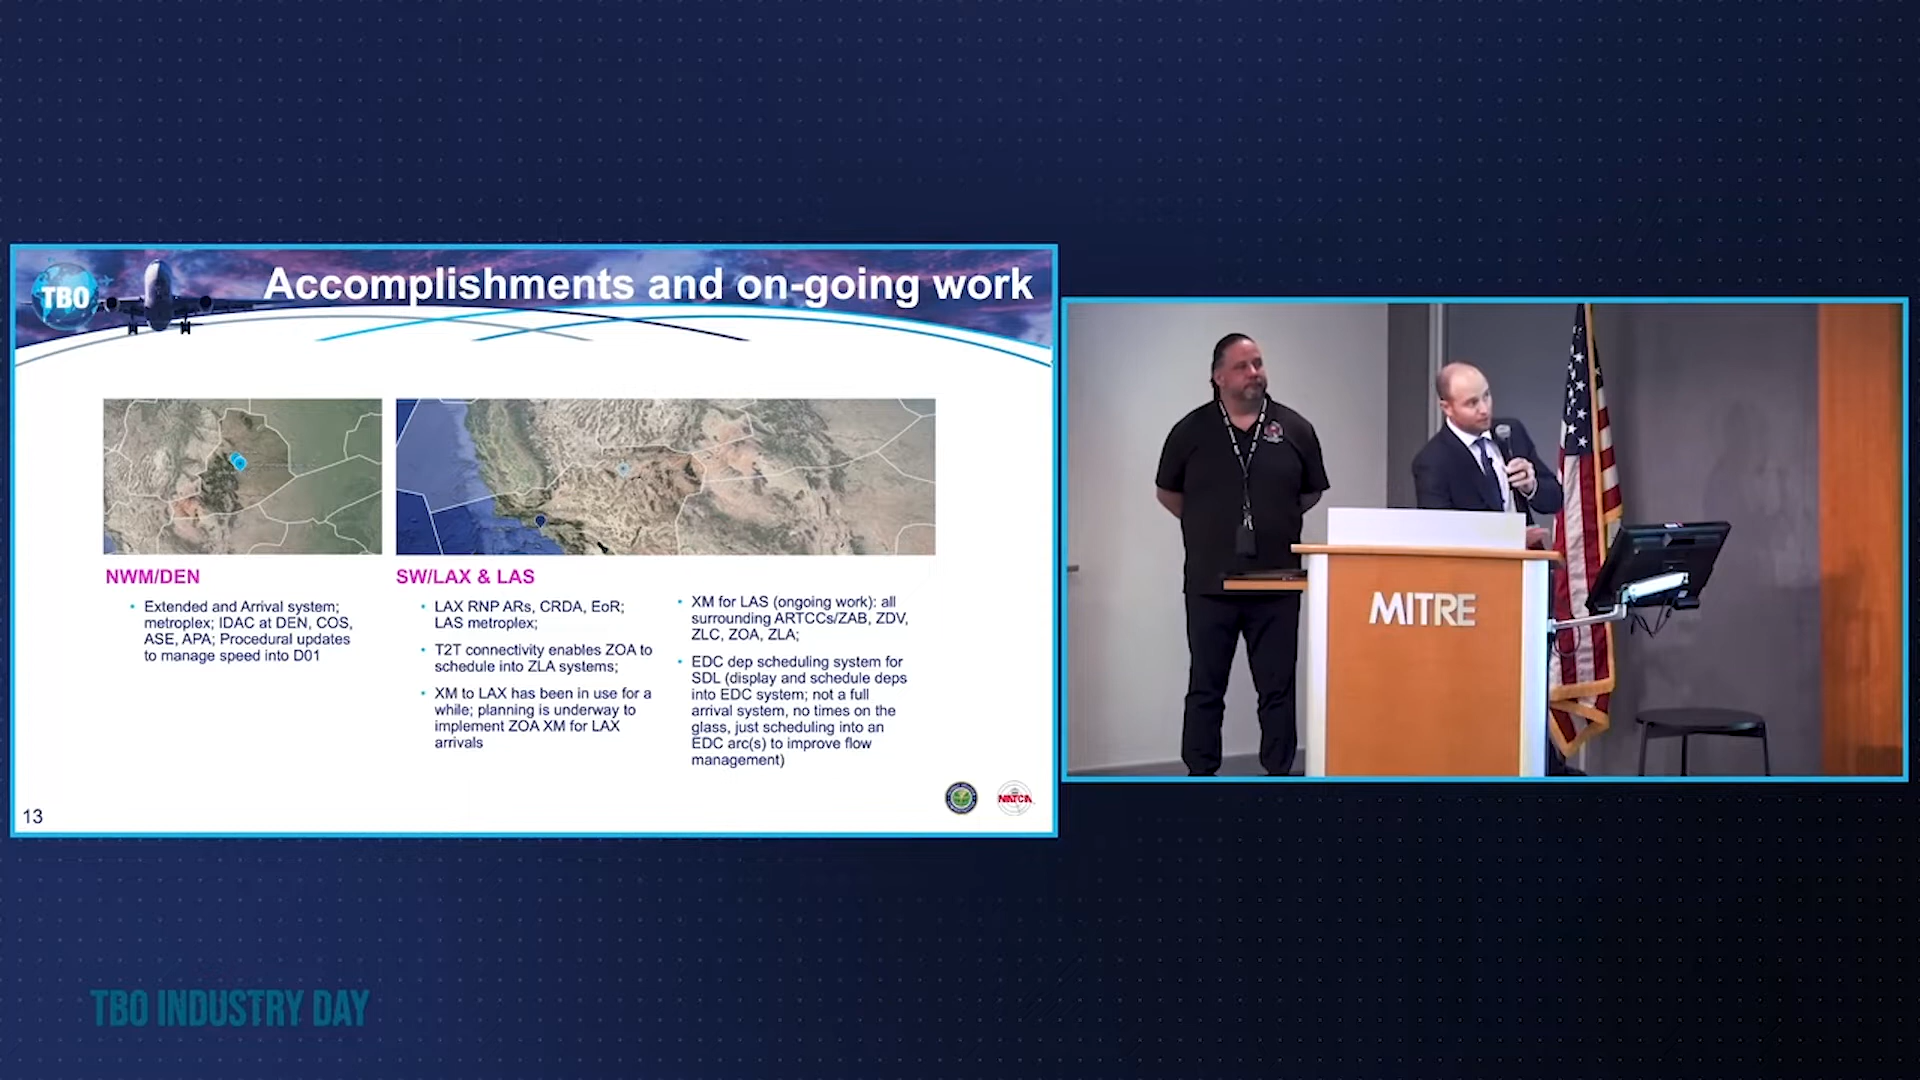 TBO
Accomplishments and on-going work
NWM/DEN
• Extended and Arrival system;
metroplex; IDAC at DEN, COS,
ASE, APA; Procedural updates
to manage speed into D01
SW/LAX & LAS
• LAX RNP ARs, CRDA, EoR;
LAS metroplex;
• T2T connectivity enables ZOA to
schedule into ZLA systems;
• XM to LAX has been in use for a
while; planning is underway to
implement ZOA XM for LAX
arrivals
• XM for LAS (ongoing work): all
surrounding ARTCCs/ZAB, ZDV,
ZLC, ZOA, ZLA;
• EDC dep scheduling system for
SDL (display and schedule deps
into EDC system; not a full
arrival system, no times on the
glass, just scheduling into an
EDC arc(s) to improve flow
management)
NATCA
13
MITRE
TBO INDUSTRY DAY